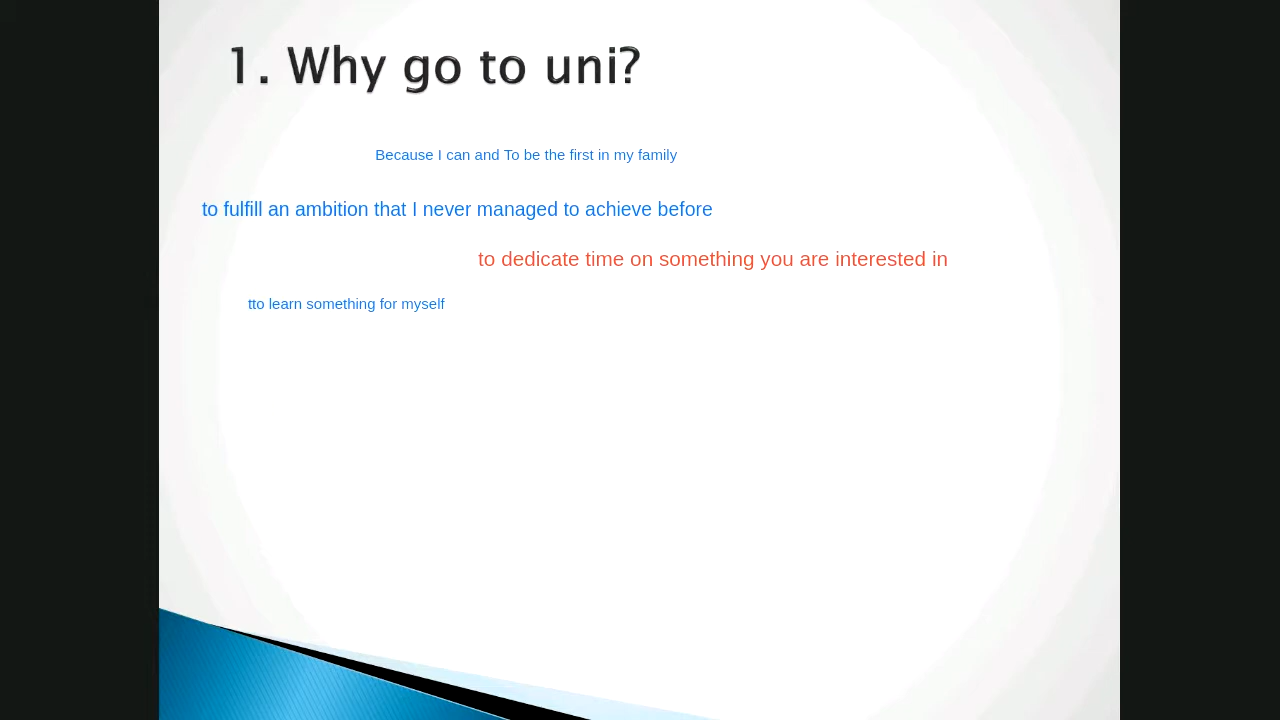 1. Why go to uni?
Because I can and To be the first in my family
to fulfill an ambition that I never managed to achieve before
to dedicate time on something you are interested in
tto learn something for myself